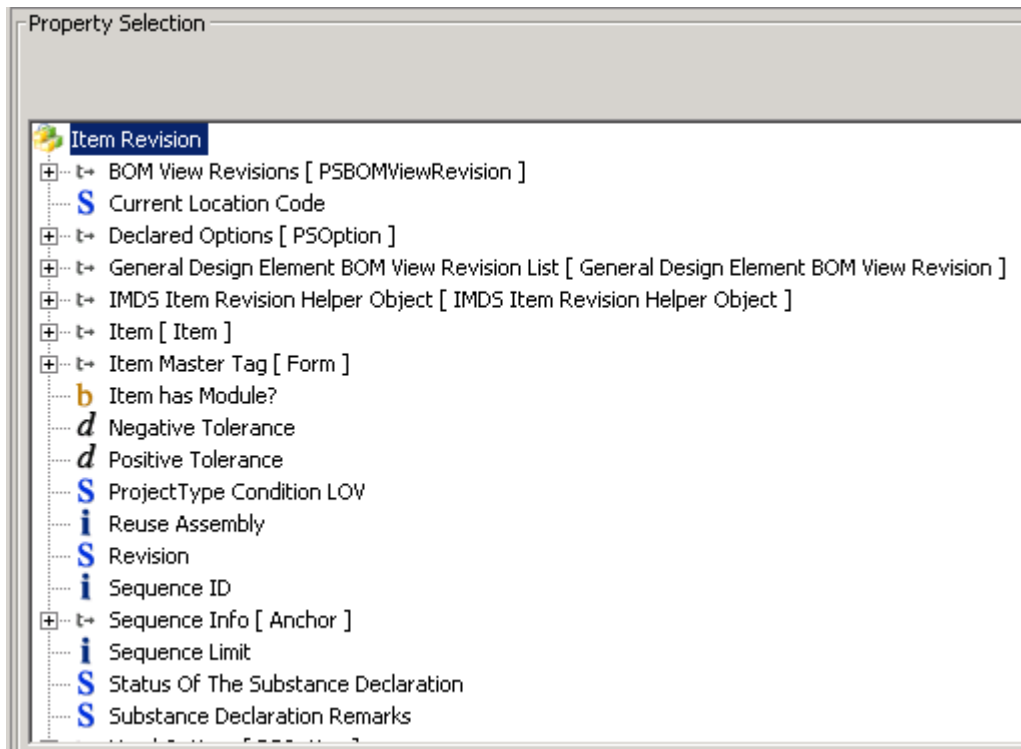 Property Selection
Item Revision
BOM View Revisions [ PSBOMViewRevision ]
S Current Location Code
Declared Options [ PSOption ]
General Design Element BOM View Revision List [ General Design Element BOM View Revision ]
IMDS Item Revision Helper Object [ IMDS Item Revision Helper Object ]
Item [ Item ]
Item Master Tag [ Form ]
b Item has Module?
d Negative Tolerance
d Positive Tolerance
S ProjectType Condition LOV
i Reuse Assembly
S Revision
i Sequence ID
Sequence Info [ Anchor ]
i Sequence Limit
S Status Of The Substance Declaration
S Substance Declaration Remarks